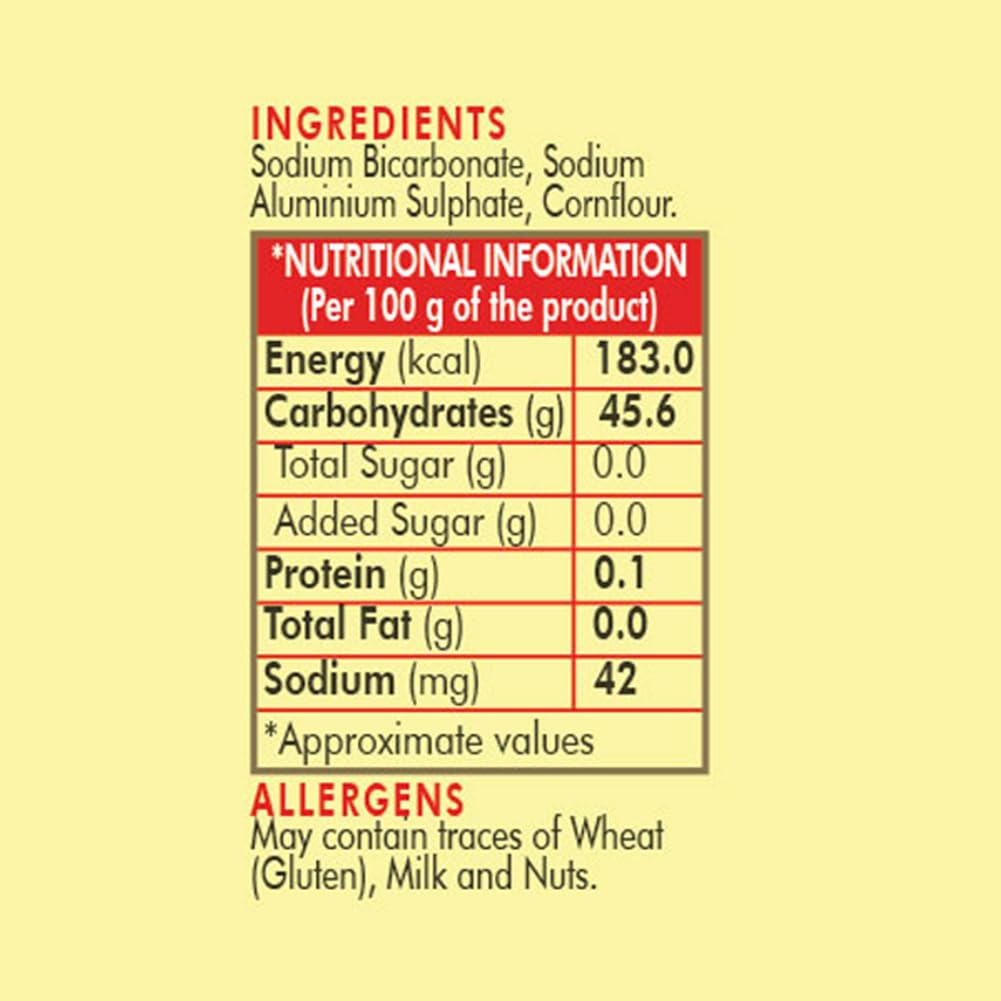 INGREDIENTS
Sodium Bicarbonate, Sodium
Aluminium Sulphate, Cornflour.
*NUTRITIONAL INFORMATION
(Per 100 g of the product)
Energy (kcal) 183.0
Carbohydrates (g) 45.6
Total Sugar (g) 0.0
Added Sugar (g) 0.0
Protein (g) 0.1
Total Fat (g) 0.0
Sodium (mg) 42
*Approximate values
ALLERGENS
May contain traces of Wheat
(Gluten), Milk and Nuts.